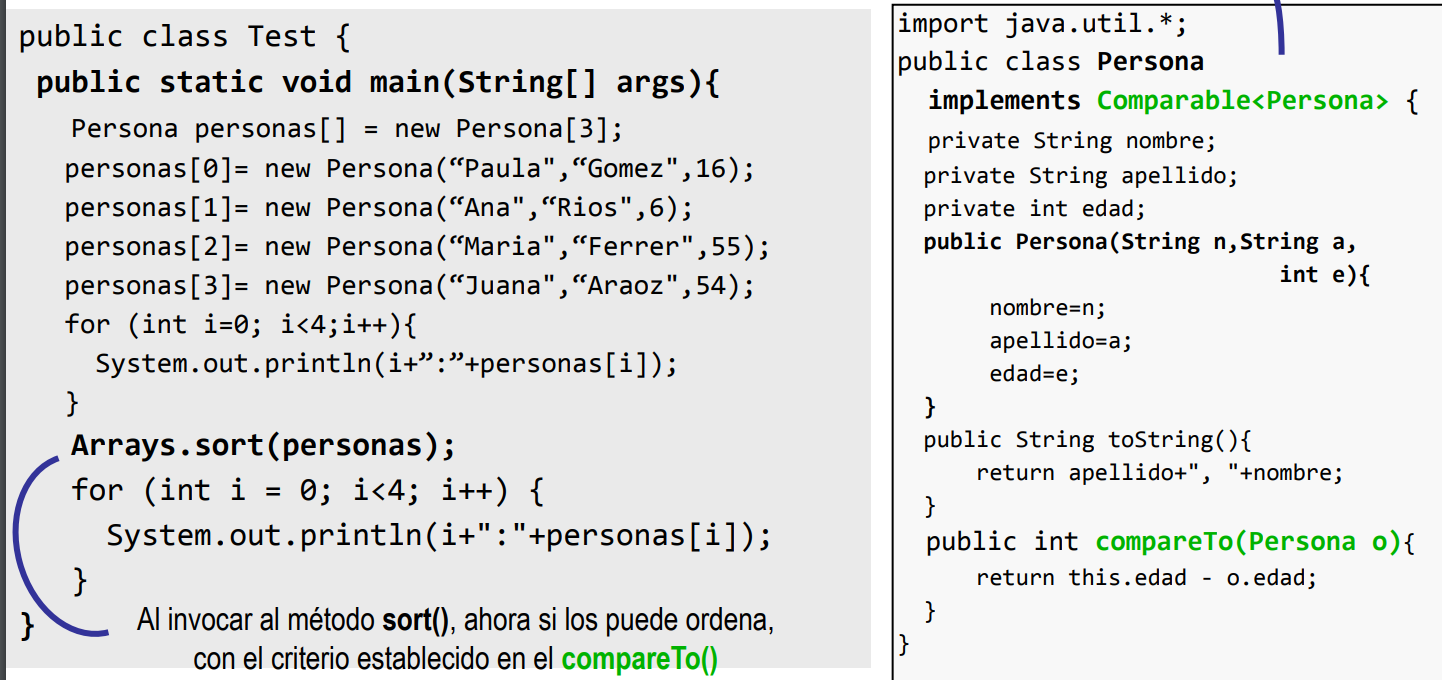 public class Test {
public static void main(String[] args){
Persona personas[] = new Persona[3];
personas[0]= new Persona(“Paula",“Gomez",16);
personas[1]= new Persona(“Ana",“Rios",6);
personas[2]= new Persona(“Maria",“Ferrer",55);
personas[3]= new Persona(“Juana",“Araoz",54);
for (int i=0; i<4;i++){
System.out.println(i+”:”+personas[i]);
}
Arrays.sort(personas);
for (int i = 0; i<4; i++) {
System.out.println(i+":"+personas[i]);
}
}
Al invocar al método sort(), ahora si los puede ordena,
con el criterio establecido en el compareTo()
import java.util.*;
public class Persona
implements Comparable<Persona> {
private String nombre;
private String apellido;
private int edad;
public Persona(String n,String a,
int e){
nombre=n;
apellido=a;
edad=e;
}
public String toString(){
return apellido+", "+nombre;
}
public int compareTo(Persona o){
return this.edad - o.edad;
}
}